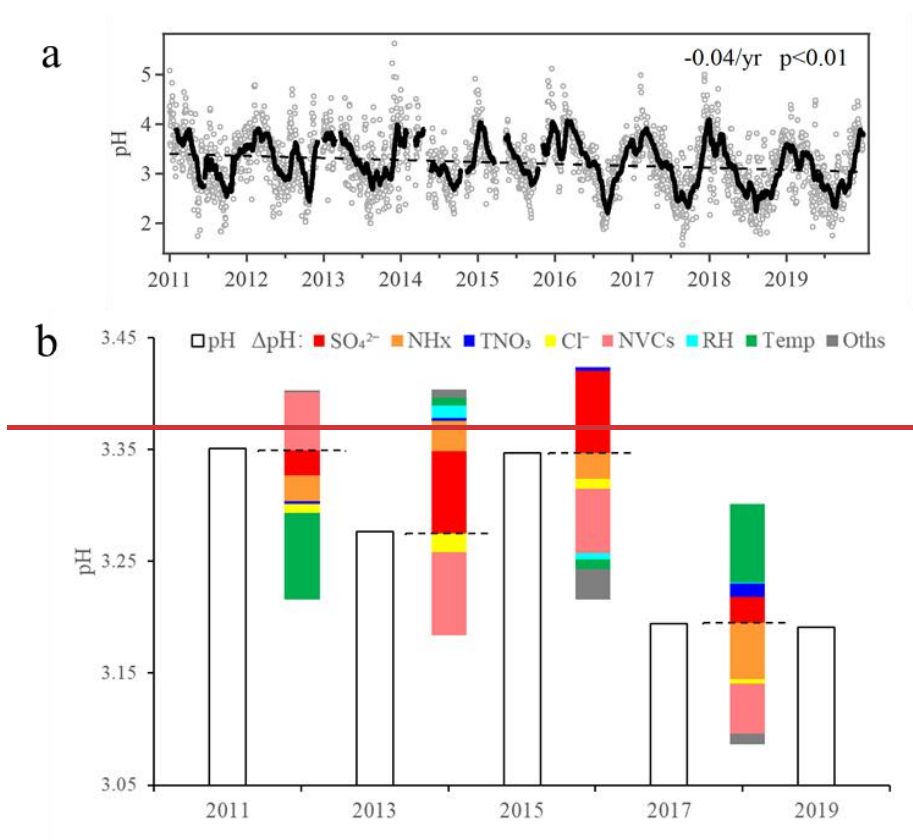 a
-0.04/yr p<0.01
pH
5
4
3
2
2011 2012 2013 2014 2015 2016 2017 2018 2019
b
pH ΔpH: SO₄²⁻ NHx TNO₃ Cl⁻ NVCs RH Temp Oths
pH
3.45
3.35
3.25
3.15
3.05
2011 2013 2015 2017 2019